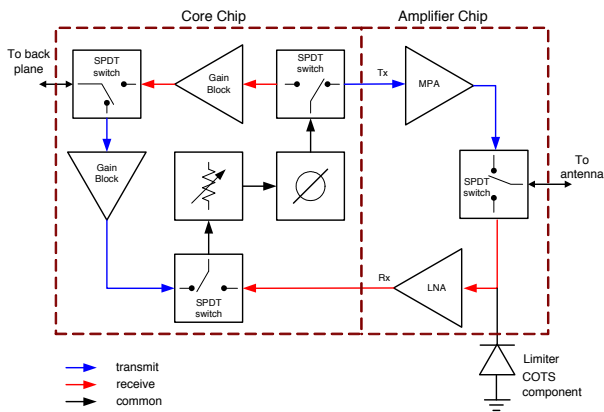 Core Chip
Amplifier Chip
To back
plane
SPDT
switch
Gain
Block
SPDT
switch
Tx
MPA
Gain
Block
SPDT
switch
To
antenna
SPDT
switch
Rx
LNA
Limiter
COTS
component
transmit
receive
common